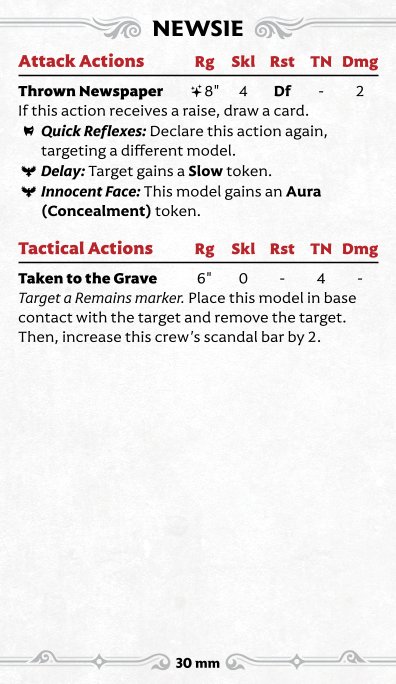 NEWSIE
Attack Actions Rg Skl Rst TN Dmg
Thrown Newspaper 8" 4 Df - 2
If this action receives a raise, draw a card.
Quick Reflexes: Declare this action again,
targeting a different model.
Delay: Target gains a Slow token.
Innocent Face: This model gains an Aura
(Concealment) token.
Tactical Actions Rg Skl Rst TN Dmg
Taken to the Grave 6" 0 - 4 -
Target a Remains marker. Place this model in base
contact with the target and remove the target.
Then, increase this crew's scandal bar by 2.
30 mm